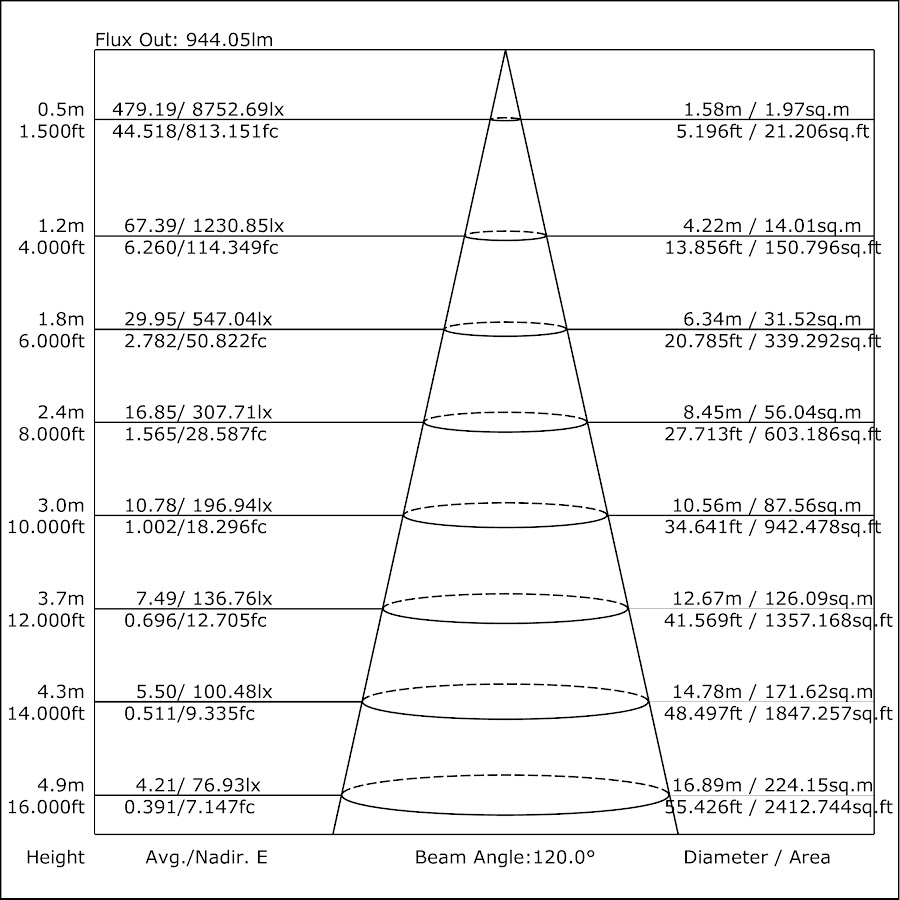 Flux Out: 944.05lm
0.5m 479.19/ 8752.69lx 1.58m / 1.97sq.m
1.500ft 44.518/813.151fc 5.196ft / 21.206sq.ft
1.2m 67.39/ 1230.85lx 4.22m / 14.01sq.m
4.000ft 6.260/114.349fc 13.856ft / 150.796sq.ft
1.8m 29.95/ 547.04lx 6.34m / 31.52sq.m
6.000ft 2.782/50.822fc 20.785ft / 339.292sq.ft
2.4m 16.85/ 307.71lx 8.45m / 56.04sq.m
8.000ft 1.565/28.587fc 27.713ft / 603.186sq.ft
3.0m 10.78/ 196.94lx 10.56m / 87.56sq.m
10.000ft 1.002/18.296fc 34.641ft / 942.478sq.ft
3.7m 7.49/ 136.76lx 12.67m / 126.09sq.m
12.000ft 0.696/12.705fc 41.569ft / 1357.168sq.ft
4.3m 5.50/ 100.48lx 14.78m / 171.62sq.m
14.000ft 0.511/9.335fc 48.497ft / 1847.257sq.ft
4.9m 4.21/ 76.93lx 16.89m / 224.15sq.m
16.000ft 0.391/7.147fc 55.426ft / 2412.744sq.ft
Height Avg./Nadir. E Beam Angle:120.0° Diameter / Area